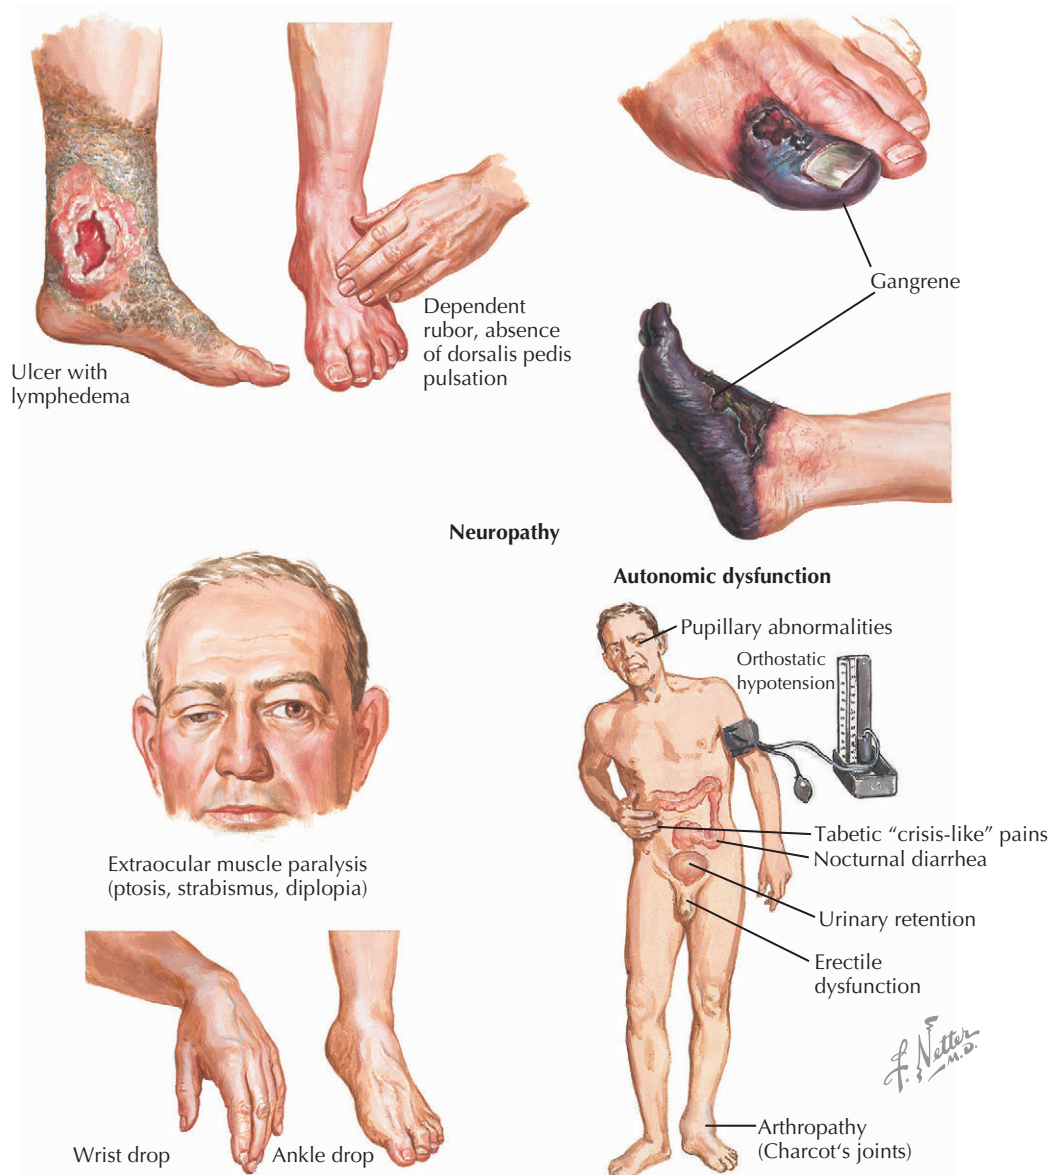 Ulcer with
lymphedema
Dependent
rubor, absence
of dorsalis pedis
pulsation
Gangrene
Neuropathy
Extraocular muscle paralysis
(ptosis, strabismus, diplopia)
Wrist drop
Ankle drop
Autonomic dysfunction
Pupillary abnormalities
Orthostatic
hypotension
Tabetic “crisis-like” pains
Nocturnal diarrhea
Urinary retention
Erectile
dysfunction
Arthropathy
(Charcot‘s joints)
F. Netter
M.D.